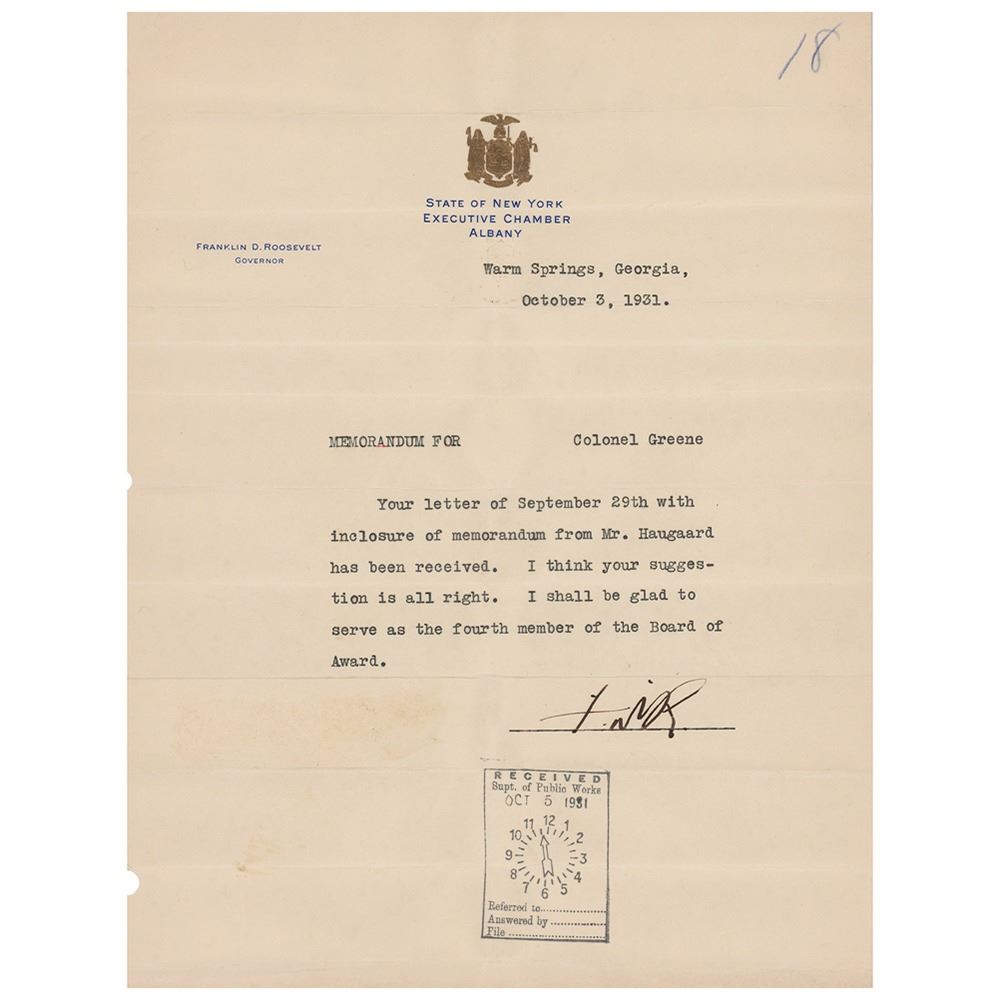 18
STATE OF NEW YORK
EXECUTIVE CHAMBER
ALBANY
FRANKLIN D. ROOSEVELT
GOVERNOR
Warm Springs, Georgia,
October 3, 1931.
MEMORANDUM FOR Colonel Greene
Your letter of September 29th with
inclosure of memorandum from Mr. Haugaard
has been received. I think your sugges-
tion is all right. I shall be glad to
serve as the fourth member of the Board of
Award.
FDR
RECEIVED
Supt. of Public Works
OCT 5 1931
11 12 1
10 2
9 3
8 4
7 6 5
Referred to
Answered by
File